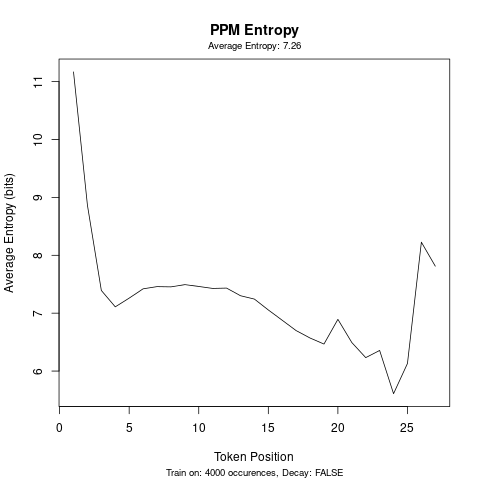 PPM Entropy
Average Entropy: 7.26
Average Entropy (bits)
11
10
9
8
7
6
0 5 10 15 20 25
Token Position
Train on: 4000 occurences, Decay: FALSE